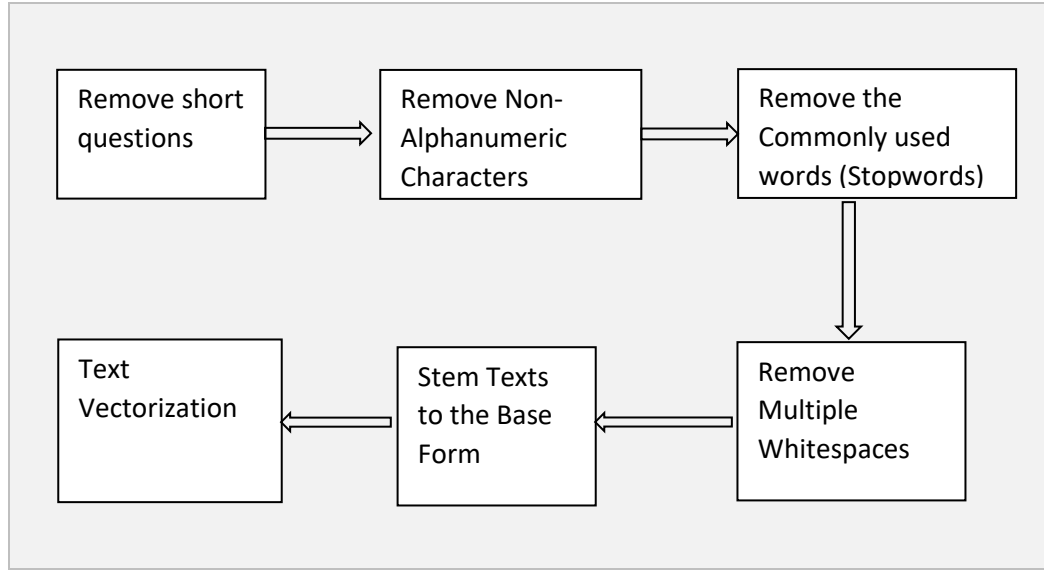 Remove short
questions
Remove Non-
Alphanumeric
Characters
Remove the
Commonly used
words (Stopwords)
Remove
Multiple
Whitespaces
Stem Texts
to the Base
Form
Text
Vectorization